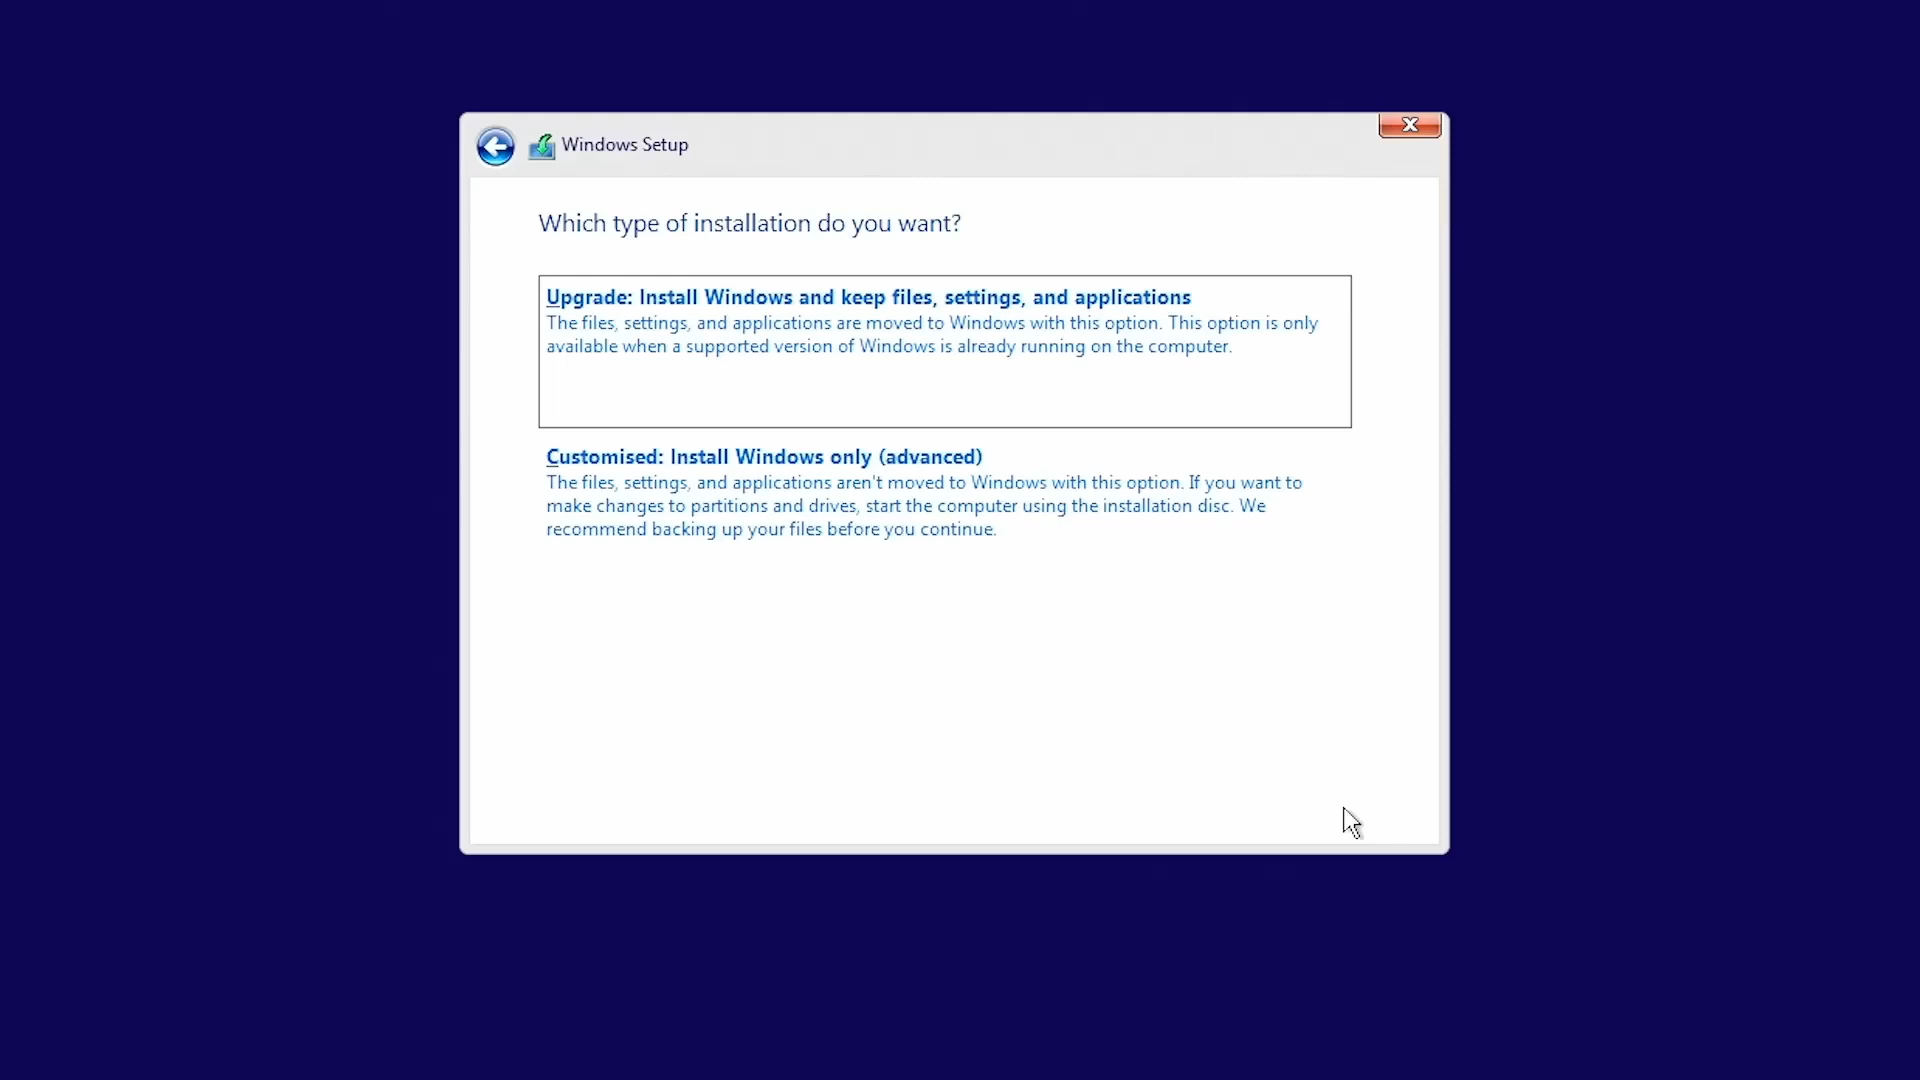 Windows Setup
Which type of installation do you want?
Upgrade: Install Windows and keep files, settings, and applications
The files, settings, and applications are moved to Windows with this option. This option is only
available when a supported version of Windows is already running on the computer.
Customised: Install Windows only (advanced)
The files, settings, and applications aren't moved to Windows with this option. If you want to
make changes to partitions and drives, start the computer using the installation disc. We
recommend backing up your files before you continue.